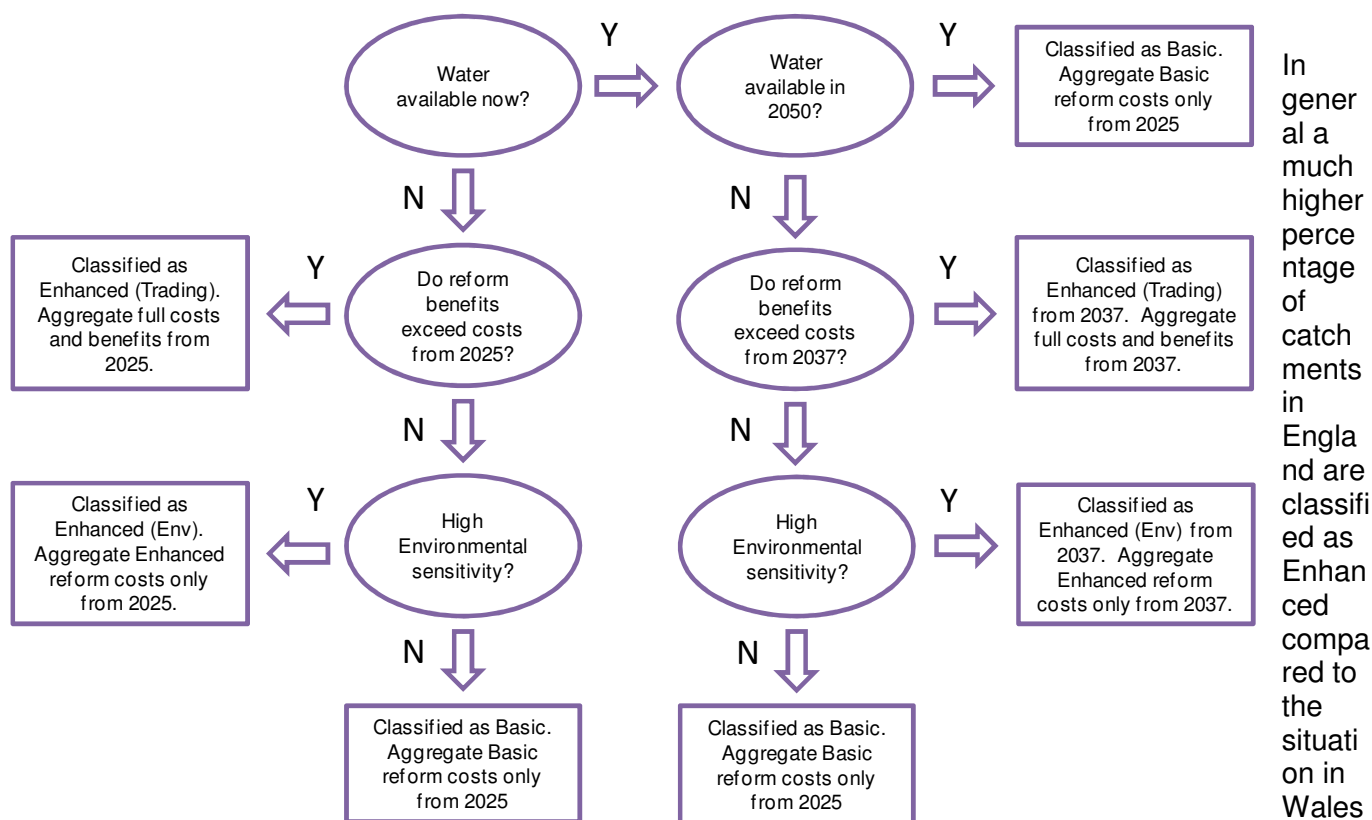 Water
available now?
Y
Water
available in
2050?
Y
Classified as Basic.
Aggregate Basic
reform costs only
from 2025
N
N
Classified as
Enhanced (Trading).
Aggregate full costs
and benefits from
2025.
Y
Do reform
benefits
exceed costs
from 2025?
Do reform
benefits
exceed costs
from 2037?
Y
Classified as
Enhanced (Trading)
from 2037. Aggregate
full costs and benefits
from 2037.
N
N
Classified as
Enhanced (Env).
Aggregate Enhanced
reform costs only
from 2025.
Y
High
Environmental
sensitivity?
High
Environmental
sensitivity?
Y
Classified as
Enhanced (Env) from
2037. Aggregate
Enhanced reform
costs only from 2037.
N
N
Classified as Basic.
Aggregate Basic
reform costs only
from 2025
Classified as Basic.
Aggregate Basic
reform costs only
from 2025
In
gener
al a
much
higher
perce
ntage
of
catch
ments
in
Engla
nd are
classifi
ed as
Enhan
ced
compa
red to
the
situati
on in
Wales